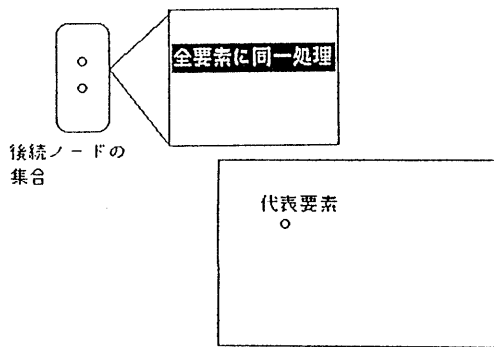 全要素に同一処理
後続ノードの
集合
代表要素